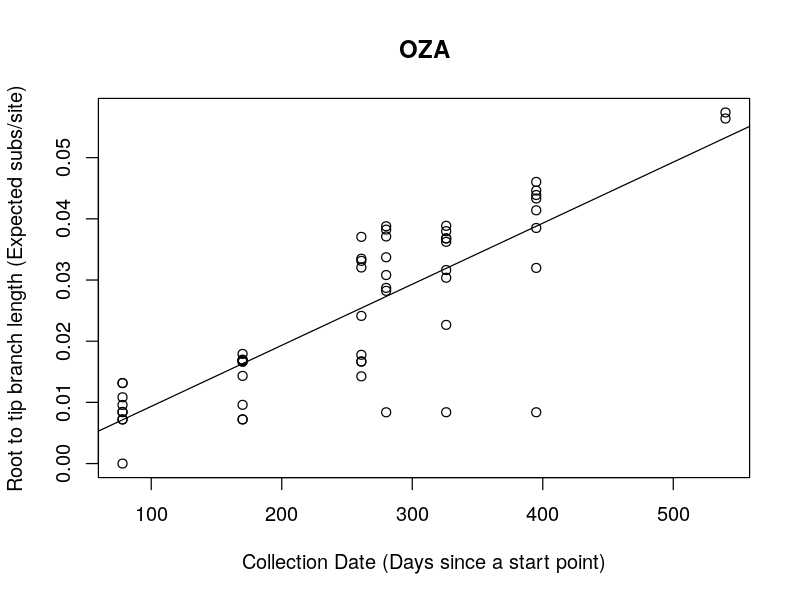 OZA
Root to tip branch length (Expected subs/site)
0.05
0.04
0.03
0.02
0.01
0.00
100 200 300 400 500
Collection Date (Days since a start point)